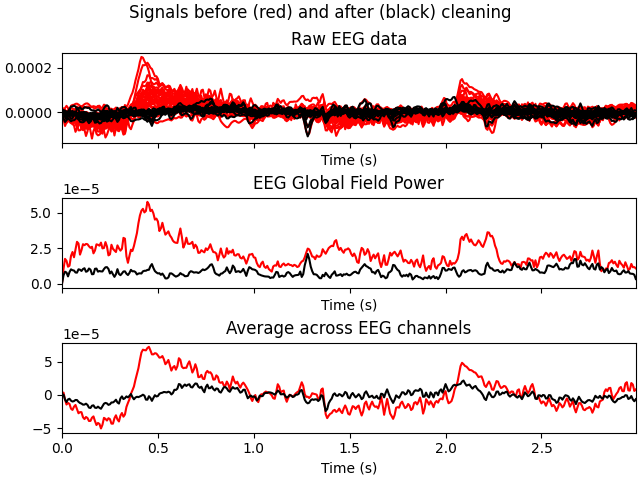 Signals before (red) and after (black) cleaning
Raw EEG data
0.0002
0.0000
Time (s)
EEG Global Field Power
1e−5
5.0
2.5
0.0
Time (s)
Average across EEG channels
1e−5
5
0
−5
0.0 0.5 1.0 1.5 2.0 2.5
Time (s)